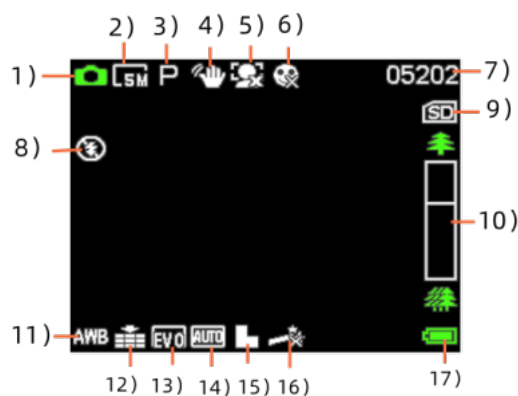 1) 2) 3) 4) 5) 6) 7)
5M P 05202
SD 9)
8)
10)
11) AWB EV0 AUTO
12) 13) 14) 15) 16) 17)